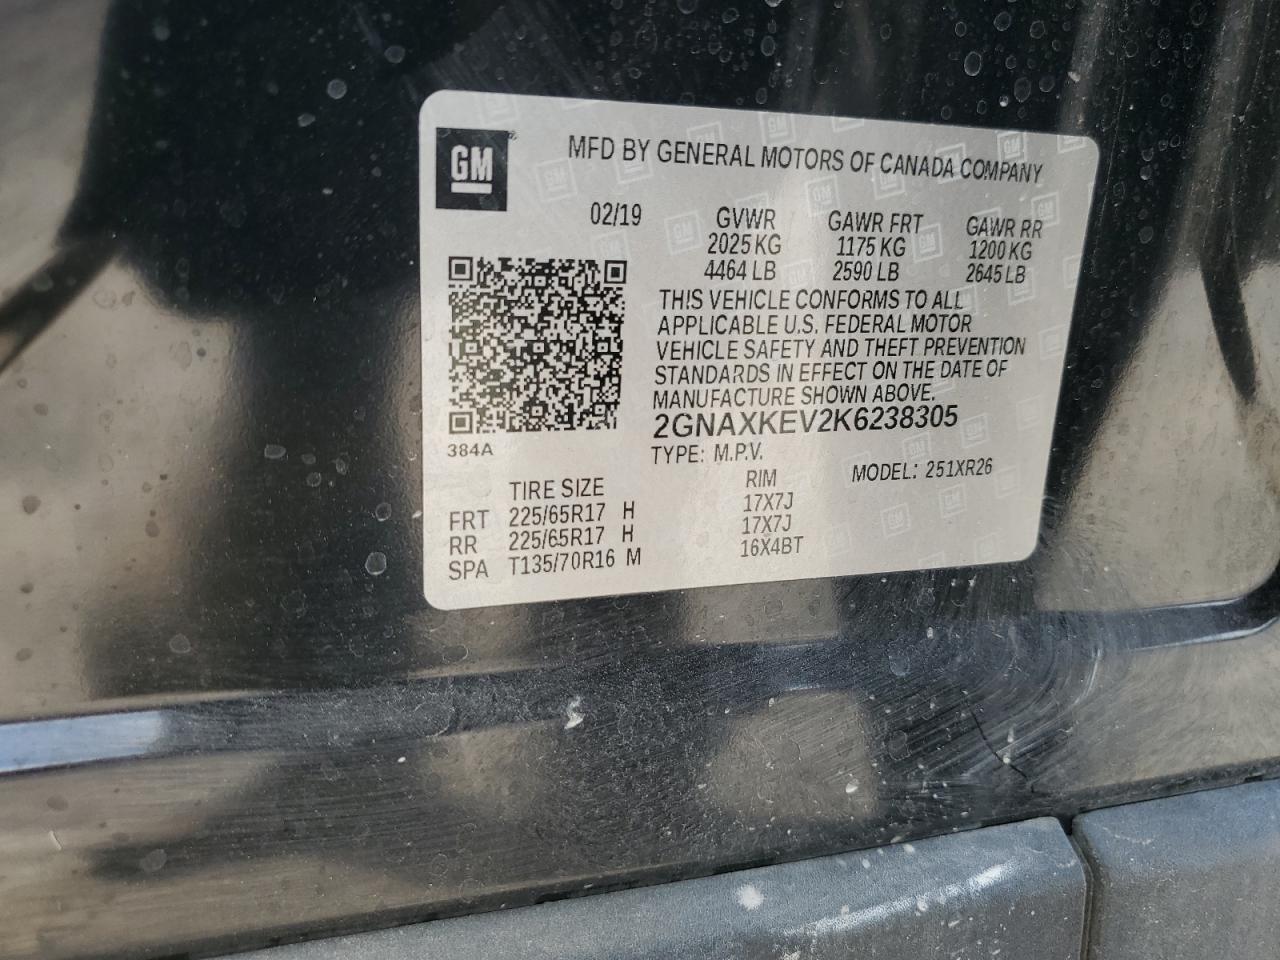 GM
MFD BY GENERAL MOTORS OF CANADA COMPANY
02/19 GVWR GAWR FRT GAWR RR
2025 KG 1175 KG 1200 KG
4464 LB 2590 LB 2645 LB
THIS VEHICLE CONFORMS TO ALL
APPLICABLE U.S. FEDERAL MOTOR
VEHICLE SAFETY AND THEFT PREVENTION
STANDARDS IN EFFECT ON THE DATE OF
MANUFACTURE SHOWN ABOVE.
2GNAXKEV2K6238305
384A
TYPE: M.P.V. MODEL: 251XR26
TIRE SIZE RIM
FRT 225/65R17 H 17X7J
RR 225/65R17 H 17X7J
SPA T135/70R16 M 16X4BT